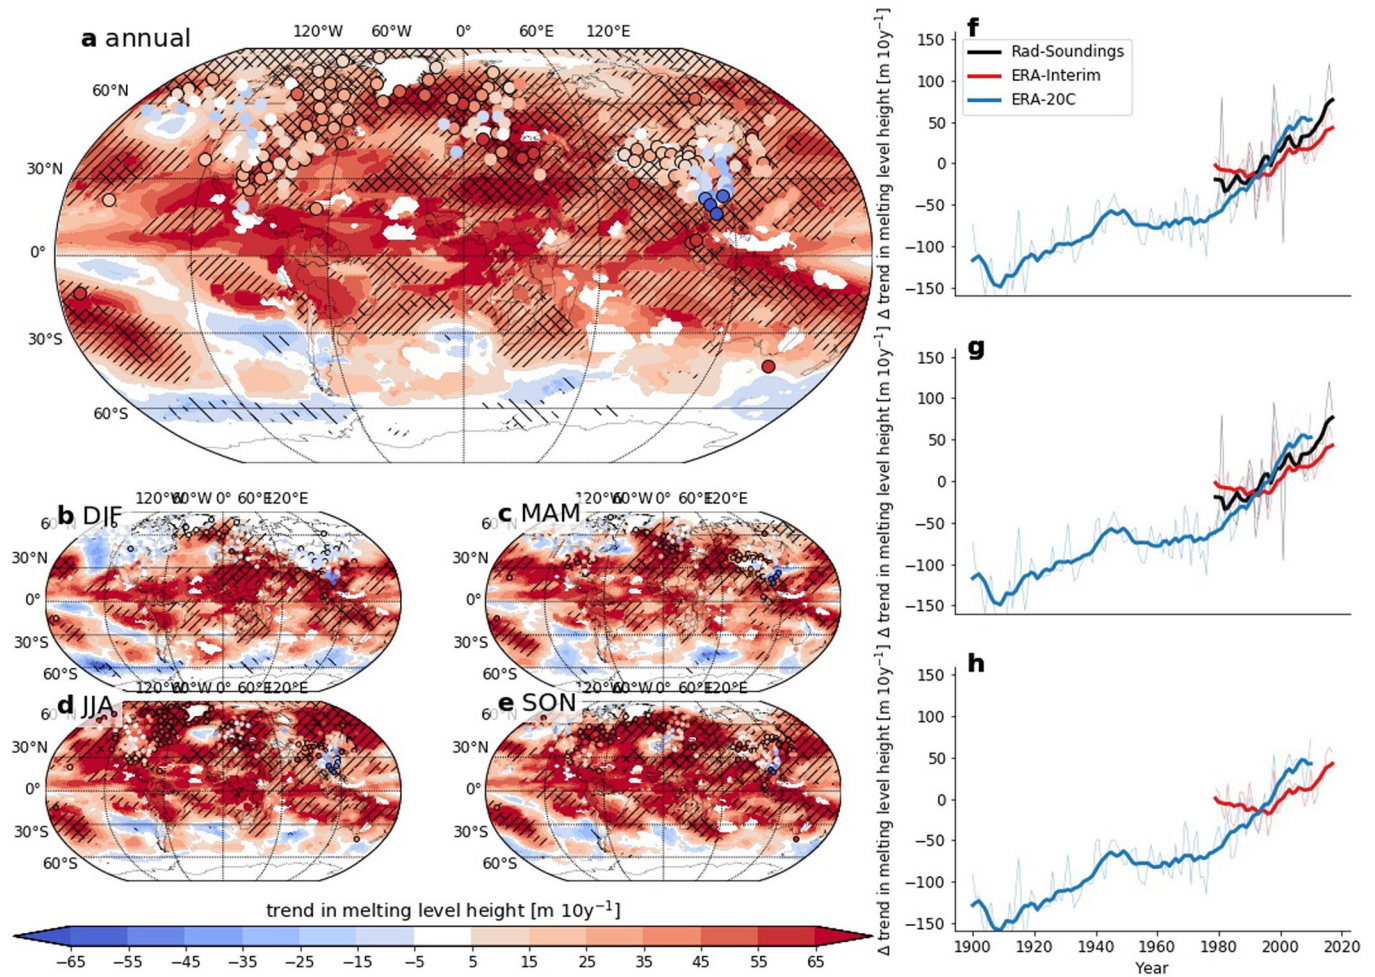 a annual
120°W 60°W 0° 60°E 120°E
60°N
30°N
0°
30°S
60°S
b DJF
120°W 60°W 0° 60°E 120°E
30°N
0°
30°S
60°S
c MAM
120°W 60°W 0° 60°E 120°E
30°N
0°
30°S
60°S
d JJA
120°W 60°W 0° 60°E 120°E
30°N
0°
30°S
60°S
e SON
120°W 60°W 0° 60°E 120°E
30°N
0°
30°S
60°S
trend in melting level height [m 10y⁻¹]
−65 −55 −45 −35 −25 −15 −5 5 15 25 35 45 55 65
f
Rad-Soundings
ERA-Interim
ERA-20C
150
100
50
0
−50
−100
−150
Δ trend in melting level height [m 10y⁻¹]
g
150
100
50
0
−50
−100
−150
Δ trend in melting level height [m 10y⁻¹]
h
150
100
50
0
−50
−100
−150
Δ trend in melting level height [m 10y⁻¹]
1900 1920 1940 1960 1980 2000 2020
Year